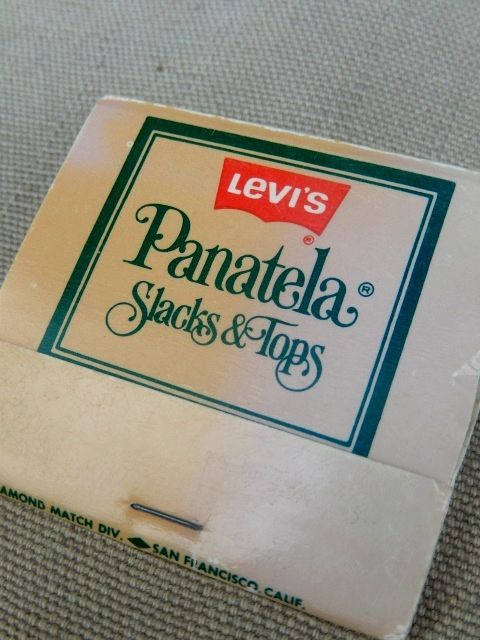 Levi's
®
Panatela®
Slacks & Tops
AMOND MATCH DIV. ◆ SAN FRANCISCO, CALIF.